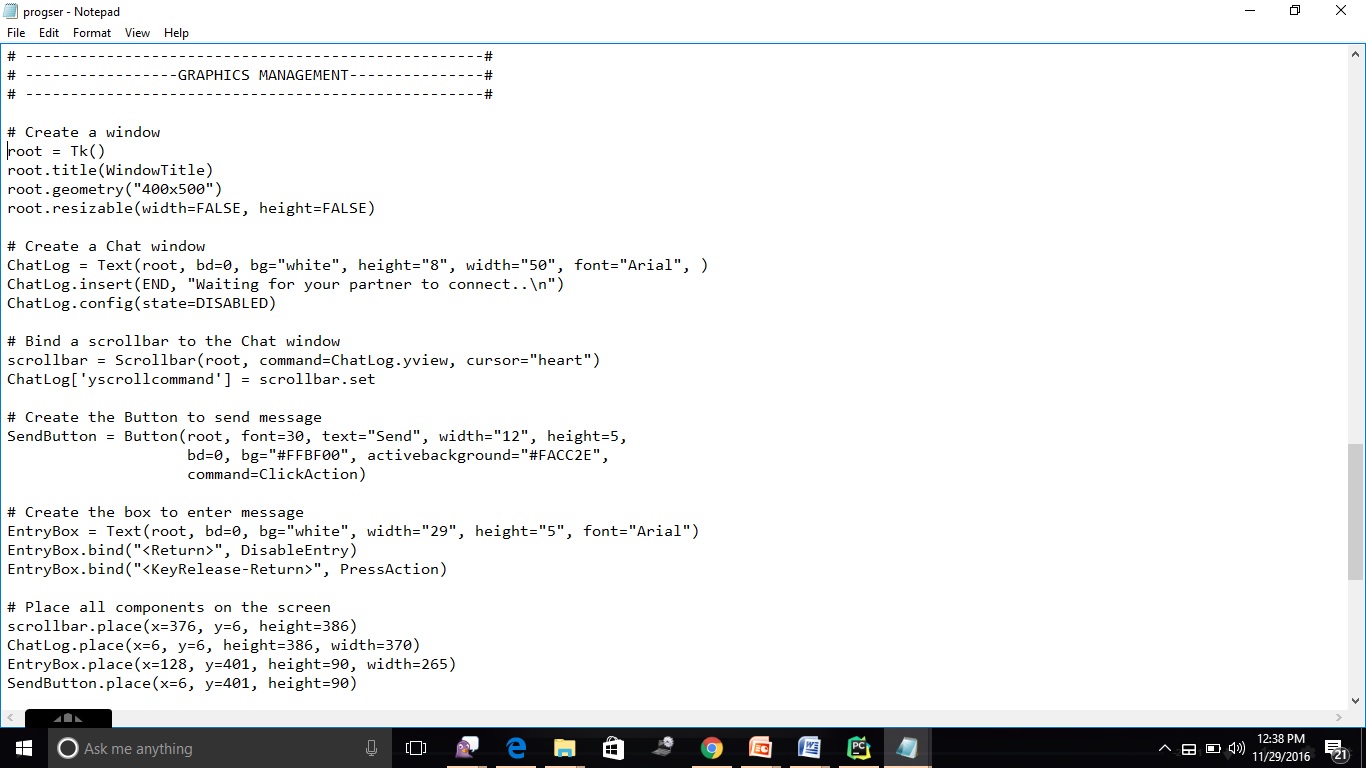 progser - Notepad
File Edit Format View Help
# ---------------------------------------------------#
# -----------------GRAPHICS MANAGEMENT---------------#
# ---------------------------------------------------#
# Create a window
root = Tk()
root.title(WindowTitle)
root.geometry("400x500")
root.resizable(width=FALSE, height=FALSE)
# Create a Chat window
ChatLog = Text(root, bd=0, bg="white", height="8", width="50", font="Arial", )
ChatLog.insert(END, "Waiting for your partner to connect..\n")
ChatLog.config(state=DISABLED)
# Bind a scrollbar to the Chat window
scrollbar = Scrollbar(root, command=ChatLog.yview, cursor="heart")
ChatLog['yscrollcommand'] = scrollbar.set
# Create the Button to send message
SendButton = Button(root, font=30, text="Send", width="12", height=5,
                    bd=0, bg="#FFBF00", activebackground="#FACC2E",
                    command=ClickAction)
# Create the box to enter message
EntryBox = Text(root, bd=0, bg="white", width="29", height="5", font="Arial")
EntryBox.bind("<Return>", DisableEntry)
EntryBox.bind("<KeyRelease-Return>", PressAction)
# Place all components on the screen
scrollbar.place(x=376, y=6, height=386)
ChatLog.place(x=6, y=6, height=386, width=370)
EntryBox.place(x=128, y=401, height=90, width=265)
SendButton.place(x=6, y=401, height=90)
Ask me anything
PC
12:38 PM
11/29/2016
21